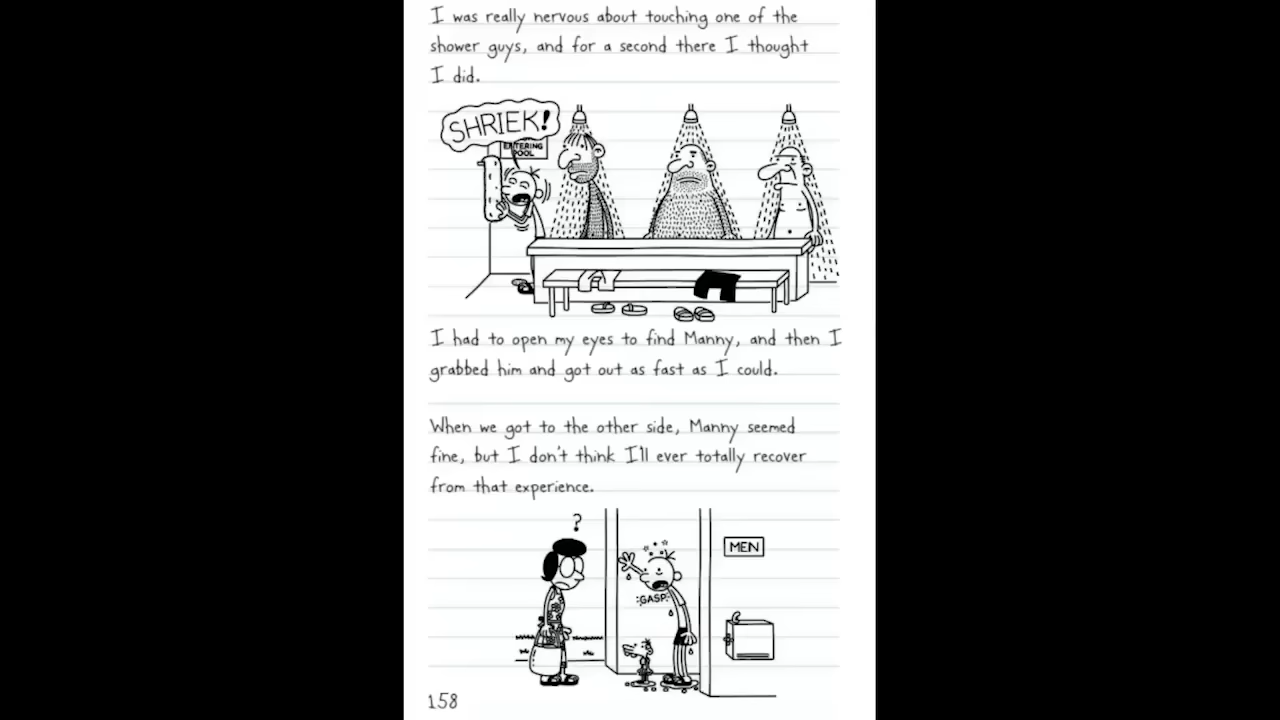 I was really nervous about touching one of the
shower guys, and for a second there I thought
I did.
SHRIEK!
ENTERING
POOL
I had to open my eyes to find Manny, and then I
grabbed him and got out as fast as I could.
When we got to the other side, Manny seemed
fine, but I don't think I'll ever totally recover
from that experience.
?
MEN
GASP
158